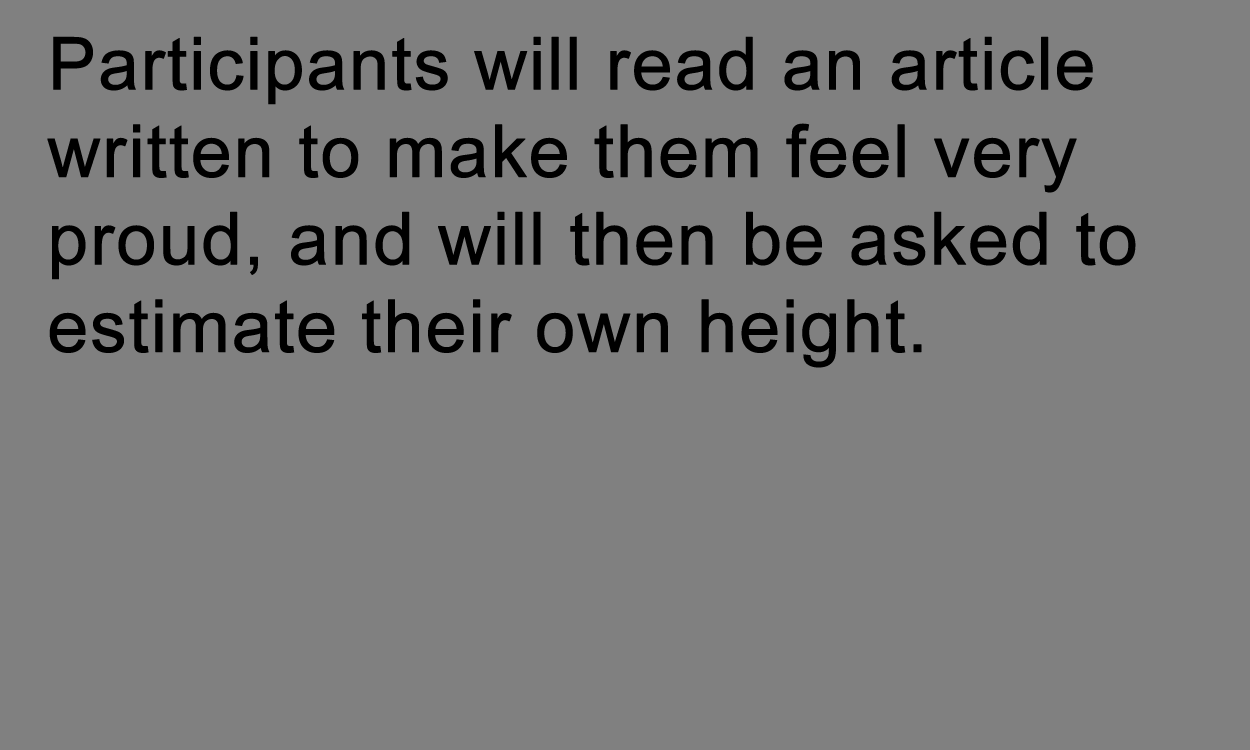 Participants will read an article
written to make them feel very
proud, and will then be asked to
estimate their own height.